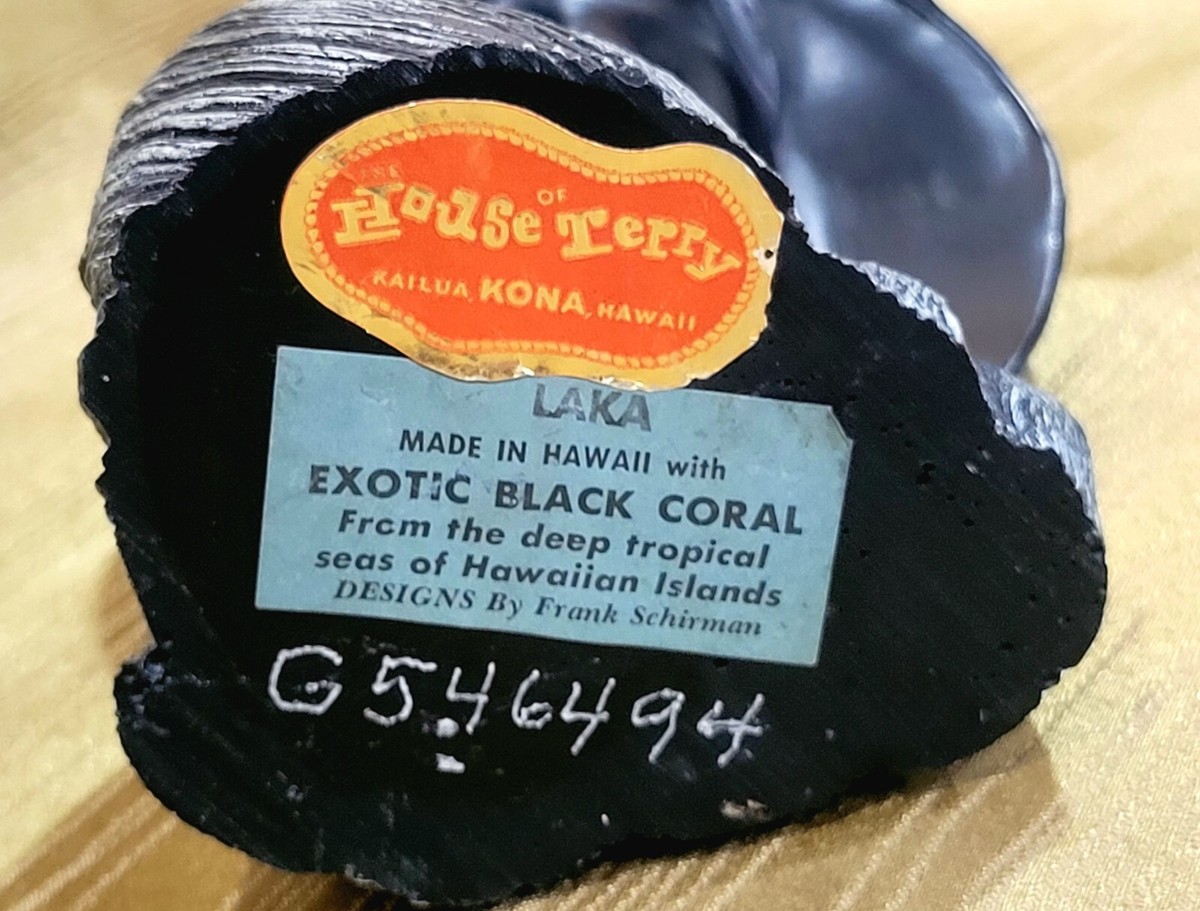 THE
HOUSE OF TERRY
KAILUA, KONA, HAWAII
LAKA
MADE IN HAWAII with
EXOTIC BLACK CORAL
From the deep tropical
seas of Hawaiian Islands
DESIGNS By Frank Schirman
G546494